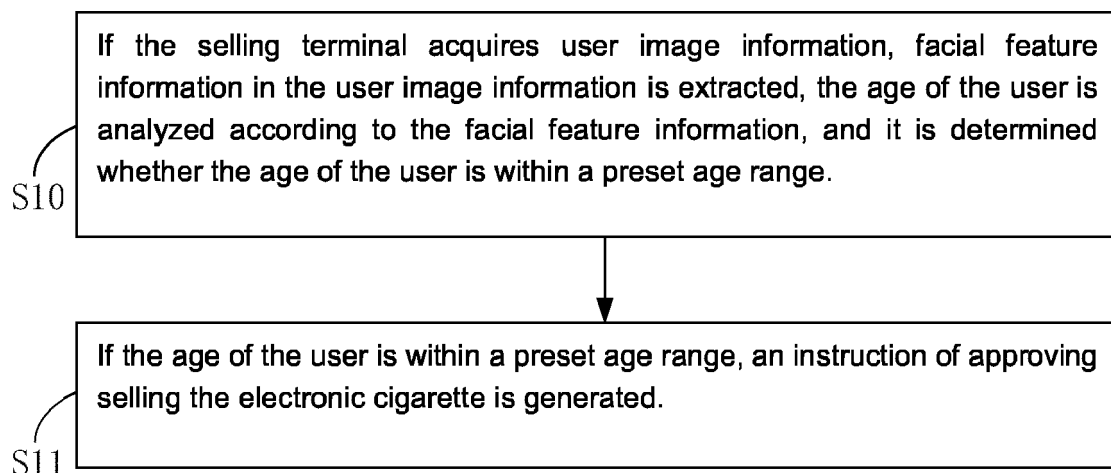 If the selling terminal acquires user image information, facial feature
information in the user image information is extracted, the age of the user is
analyzed according to the facial feature information, and it is determined
whether the age of the user is within a preset age range.
S10
If the age of the user is within a preset age range, an instruction of approving
selling the electronic cigarette is generated.
S11